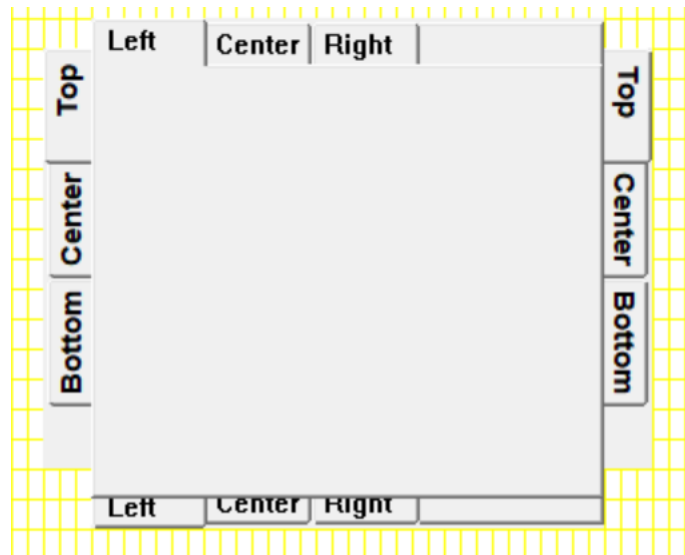 Left Center Right
Top
Center
Bottom
Top
Center
Bottom
Left Center Right